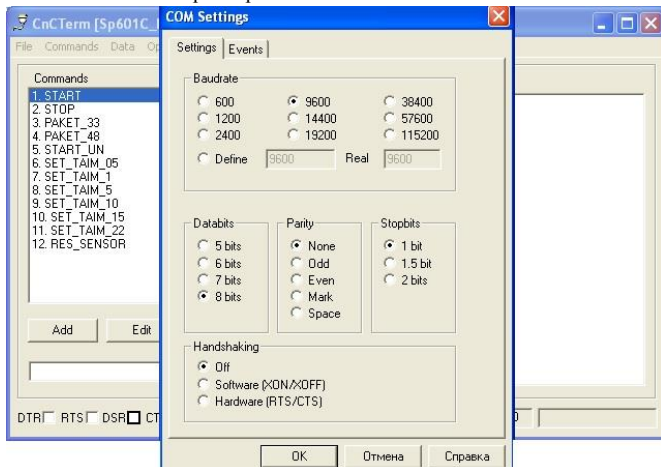 CnCTerm [Sp601C_
COM Settings
File Commands Data Op
Settings Events
Commands
1. START
2. STOP
3. PAKET_33
4. PAKET_48
5. START_UN
6. SET_TAIM_05
7. SET_TAIM_1
8. SET_TAIM_5
9. SET_TAIM_10
10. SET_TAIM_15
11. SET_TAIM_22
12. RES_SENSOR
Add Edit
DTR RTS DSR CT
Baudrate
600 9600 38400
1200 14400 57600
2400 19200 115200
Define 9600 Real 9600
Databits
5 bits
6 bits
7 bits
8 bits
Parity
None
Odd
Even
Mark
Space
Stopbits
1 bit
1.5 bit
2 bits
Handshaking
Off
Software (XON/XOFF)
Hardware (RTS/CTS)
OK Отмена Справка